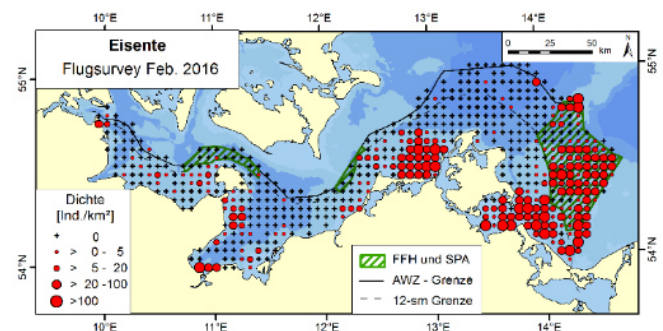 10°E 11°E 12°E 13°E 14°E
Eisente
Flugsurvey Feb. 2016
0 25 50
km
N
55°N
55°N
Dichte
[Ind./km²]
0
> 0 - 5
> 5 - 20
> 20 -100
>100
FFH und SPA
AWZ - Grenze
12-sm Grenze
54°N
54°N
10°E 11°E 12°E 13°E 14°E